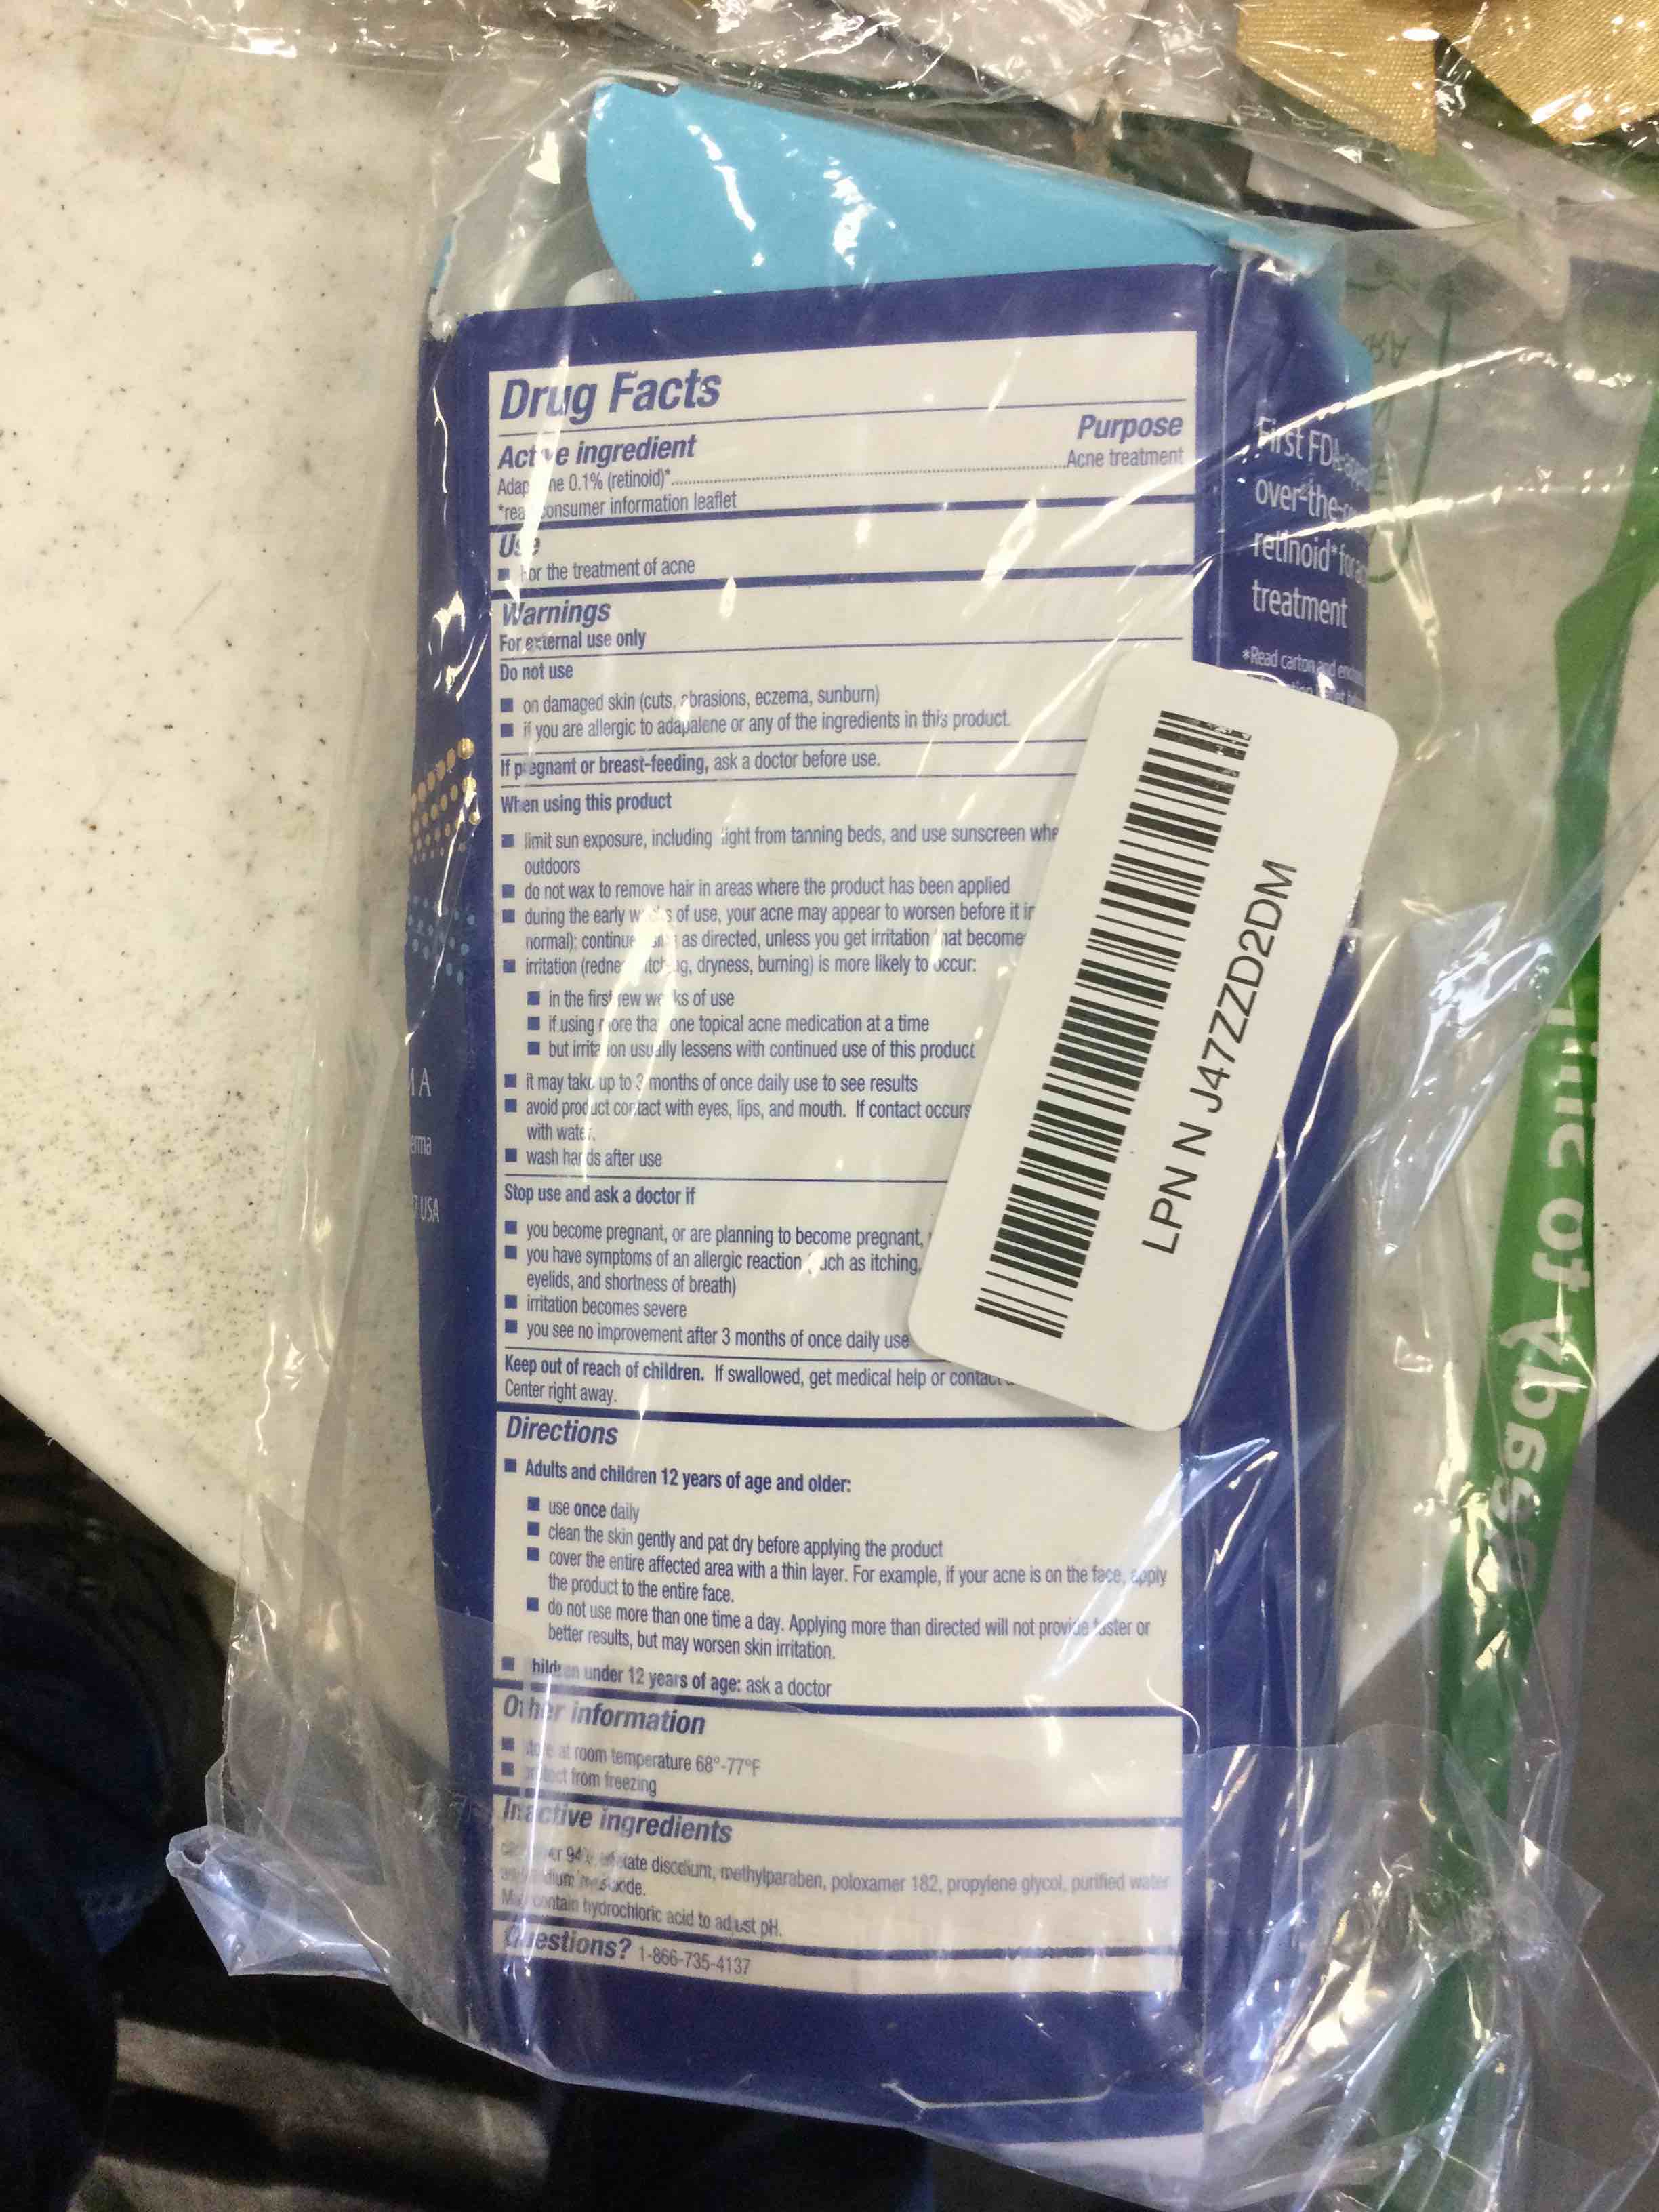 Drug Facts
Active ingredient
Purpose
Adapalene 0.1% (retinoid)*
Acne treatment
*read consumer information leaflet
Use
■ for the treatment of acne
Warnings
For external use only
Do not use
■ on damaged skin (cuts, abrasions, eczema, sunburn)
■ if you are allergic to adapalene or any of the ingredients in this product.
If pregnant or breast-feeding, ask a doctor before use.
When using this product
■ limit sun exposure, including light from tanning beds, and use sunscreen whe
outdoors
■ do not wax to remove hair in areas where the product has been applied
■ during the early weeks of use, your acne may appear to worsen before it
normal); continue as directed, unless you get irritation that become
■ irritation (redness, itching, dryness, burning) is more likely to occur:
■ in the first few weeks of use
■ if using more than one topical acne medication at a time
■ but irritation usually lessens with continued use of this product
■ it may take up to 3 months of once daily use to see results
■ avoid product contact with eyes, lips, and mouth. If contact occurs
with water.
■ wash hands after use
Stop use and ask a doctor if
■ you become pregnant, or are planning to become pregnant,
■ you have symptoms of an allergic reaction (such as itching,
eyelids, and shortness of breath)
■ irritation becomes severe
■ you see no improvement after 3 months of once daily use
Keep out of reach of children. If swallowed, get medical help or contact
Center right away.
Directions
■ Adults and children 12 years of age and older:
■ use once daily
■ clean the skin gently and pat dry before applying the product
■ cover the entire affected area with a thin layer. For example, if your acne is on the face, apply
the product to the entire face.
■ do not use more than one time a day. Applying more than directed will not provide faster or
better results, but may worsen skin irritation.
■ children under 12 years of age: ask a doctor
Other information
■ store at room temperature 68°-77°F
■ protect from freezing
Inactive ingredients
disodium, methylparaben, poloxamer 182, propylene glycol, purified water
May contain hydrochloric acid to adjust pH.
Questions? 1-866-735-4137
First FDA
over-the
retinoid* for
treatment
*Read carton and
LPN N J47ZZD2DM
MA
erma
7 USA
of